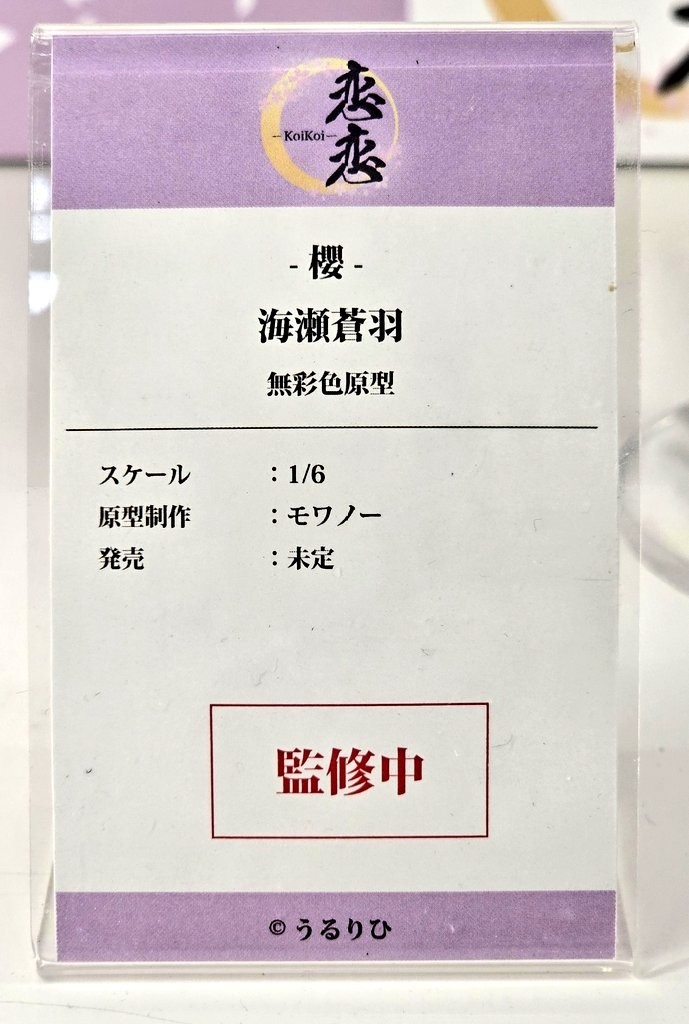 恋恋
-KoiKoi-
- 櫻 -
海瀬蒼羽
無彩色原型
スケール ：1/6
原型制作 ：モワノー
発売 ：未定
監修中
© うるりひ